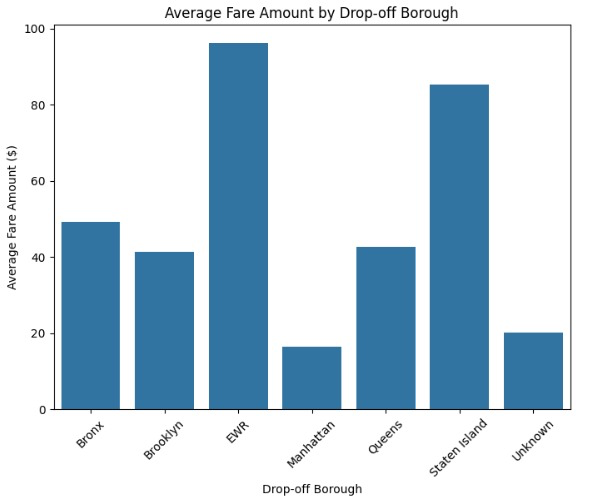 Average Fare Amount by Drop-off Borough
Average Fare Amount ($)
100
80
60
40
20
0
Bronx
Brooklyn
EWR
Manhattan
Queens
Staten Island
Unknown
Drop-off Borough